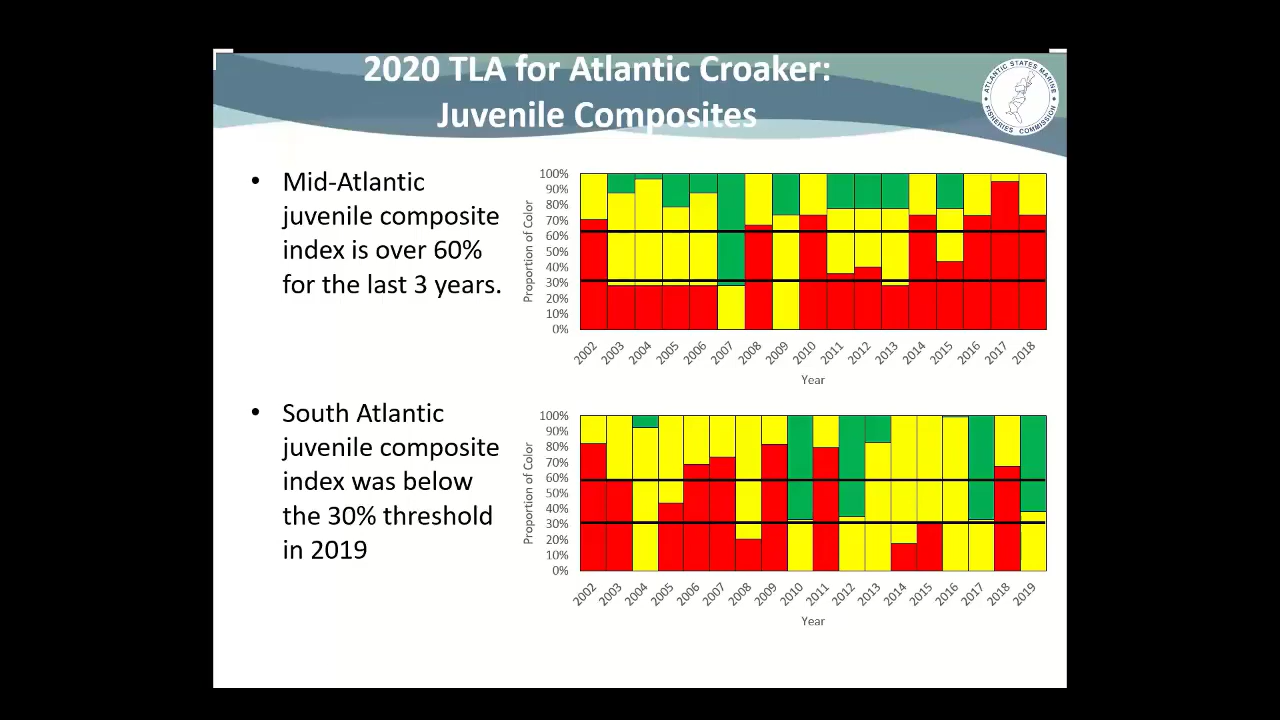 2020 TLA for Atlantic Croaker:
Juvenile Composites
ATLANTIC STATES MARINE
FISHERIES COMMISSION
• Mid-Atlantic
juvenile composite
index is over 60%
for the last 3 years.
Proportion of Color
100%
90%
80%
70%
60%
50%
40%
30%
20%
10%
0%
2002 2003 2004 2005 2006 2007 2008 2009 2010 2011 2012 2013 2014 2015 2016 2017 2018
Year
• South Atlantic
juvenile composite
index was below
the 30% threshold
in 2019
Proportion of Color
100%
90%
80%
70%
60%
50%
40%
30%
20%
10%
0%
2002 2003 2004 2005 2006 2007 2008 2009 2010 2011 2012 2013 2014 2015 2016 2017 2018 2019
Year